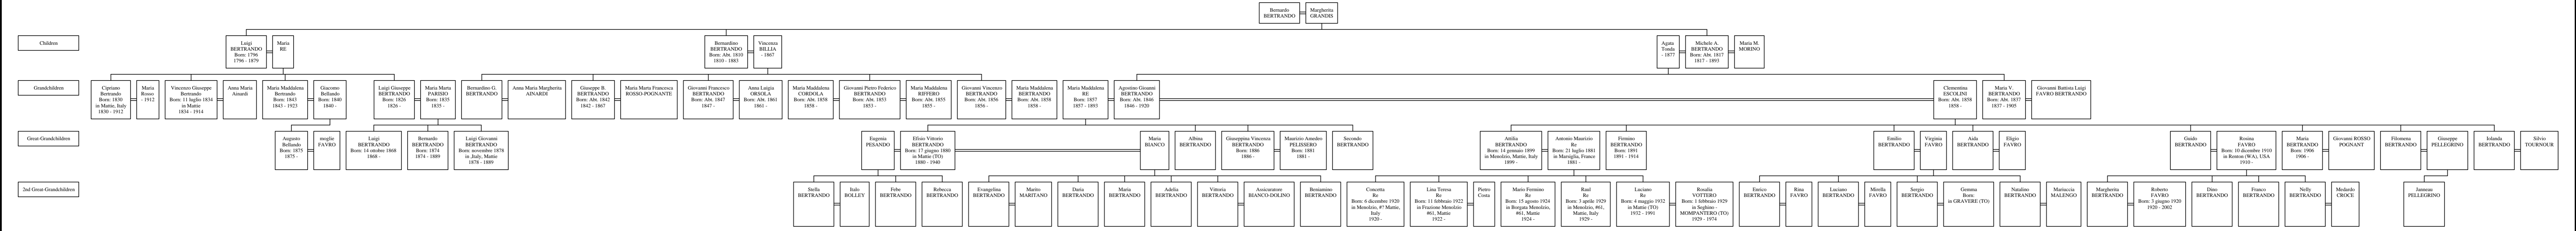 Bernardo
BERTRANDO
Margherita
GRANDIS
Children
Luigi
BERTRANDO
Born: 1796
1796 - 1879
Maria
RE
Bernardino
BERTRANDO
Born: Abt. 1810
1810 - 1883
Vincenza
BILLIA
- 1867
Agata
Tonda
- 1877
Michele A.
BERTRANDO
Born: Abt. 1817
1817 - 1893
Maria M.
MORINO
Grandchildren
Cipriano
Bertrando
Born: 1830
in Mattie, Italy
1830 - 1912
Maria
Rosso
- 1912
Vincenzo Giuseppe
Bertrando
Born: 11 luglio 1834
in Mattie
1834 - 1914
Anna Maria
Ainardi
Maria Maddalena
Bertrando
Born: 1843
1843 - 1923
Giacomo
Bellando
Born: 1840
1840 -
Luigi Giuseppe
BERTRANDO
Born: 1826
1826 -
Maria Marta
PARISIO
Born: 1835
1835 -
Bernardino G.
BERTRANDO
Anna Maria Margherita
AINARDI
Giuseppe B.
BERTRANDO
Born: Abt. 1842
1842 - 1867
Maria Marta Francesca
ROSSO-POGNANTE
Giovanni Francesco
BERTRANDO
Born: Abt. 1847
1847 -
Anna Luigia
ORSOLA
Born: Abt. 1861
1861 -
Maria Maddalena
CORDOLA
Born: Abt. 1858
1858 -
Giovanni Pietro Federico
BERTRANDO
Born: Abt. 1853
1853 -
Maria Maddalena
RIFFERO
Born: Abt. 1855
1855 -
Giovanni Vincenzo
BERTRANDO
Born: Abt. 1856
1856 -
Maria Maddalena
BERTRANDO
Born: Abt. 1858
1858 -
Maria Maddalena
RE
Born: 1857
1857 - 1893
Agostino Gioanni
BERTRANDO
Born: Abt. 1846
1846 - 1920
Clementina
ESCOLINI
Born: Abt. 1858
1858 -
Maria V.
BERTRANDO
Born: Abt. 1837
1837 - 1905
Giovanni Battista Luigi
FAVRO BERTRANDO
Great-Grandchildren
Augusto
Bellando
Born: 1875
1875 -
moglie
FAVRO
Luigi
BERTRANDO
Born: 14 ottobre 1868
1868 -
Bernardo
BERTRANDO
Born: 1874
1874 - 1889
Luigi Giovanni
BERTRANDO
Born: novembre 1878
in ,Italy, Mattie
1878 - 1889
Eugenia
PESANDO
Efisio Vittorio
BERTRANDO
Born: 17 giugno 1880
in Mattie (TO)
1880 - 1940
Maria
BIANCO
Albina
BERTRANDO
Giuseppina Vincenza
BERTRANDO
Born: 1886
1886 -
Maurizio Amedeo
PELISSERO
Born: 1881
1881 -
Secondo
BERTRANDO
Attilia
BERTRANDO
Born: 14 gennaio 1899
in Menolzio, Mattie, Italy
1899 -
Antonio Maurizio
Re
Born: 21 luglio 1881
in Marsiglia, France
1881 -
Firmino
BERTRANDO
Born: 1891
1891 - 1914
Emilio
BERTRANDO
Virginia
FAVRO
Aida
BERTRANDO
Eligio
FAVRO
Guido
BERTRANDO
Rosina
FAVRO
Born: 10 dicembre 1910
in Renton (WA), USA
1910 -
Maria
BERTRANDO
Born: 1906
1906 -
Giovanni ROSSO
POGNANT
Filomena
BERTRANDO
Giuseppe
PELLEGRINO
Iolanda
BERTRANDO
Silvio
TOURNOUR
2nd Great-Grandchildren
Stella
BERTRANDO
Italo
BOLLEY
Febe
BERTRANDO
Rebecca
BERTRANDO
Evangelina
BERTRANDO
Marito
MARITANO
Daria
BERTRANDO
Maria
BERTRANDO
Adelia
BERTRANDO
Vittoria
BERTRANDO
Assicuratore
BIANCO-DOLINO
Beniamino
BERTRANDO
Concetta
Re
Born: 6 dicembre 1920
in Menolzio, #? Mattie,
Italy
1920 -
Lina Teresa
Re
Born: 11 febbraio 1922
in Frazione Menolzio
#61, Mattie
1922 -
Pietro
Costa
Mario Fermino
Re
Born: 15 agosto 1924
in Borgata Menolzio,
#61, Mattie
1924 -
Raul
Re
Born: 3 aprile 1929
in Menolzio, #61,
Mattie, Italy
1929 -
Luciano
Re
Born: 4 maggio 1932
in Mattie (TO)
1932 - 1991
Rosalia
VOTTERO
Born: 1 febbraio 1929
in Seghino -
MOMPANTERO (TO)
1929 - 1974
Enrico
BERTRANDO
Rina
FAVRO
Luciano
BERTRANDO
Mirella
FAVRO
Sergio
BERTRANDO
Gemma
Born:
in GRAVERE (TO)
Natalino
BERTRANDO
Mariuccia
MALENGO
Margherita
BERTRANDO
Roberto
FAVRO
Born: 3 giugno 1920
1920 - 2002
Dino
BERTRANDO
Franco
BERTRANDO
Nelly
BERTRANDO
Medardo
CROCE
Janneau
PELLEGRINO